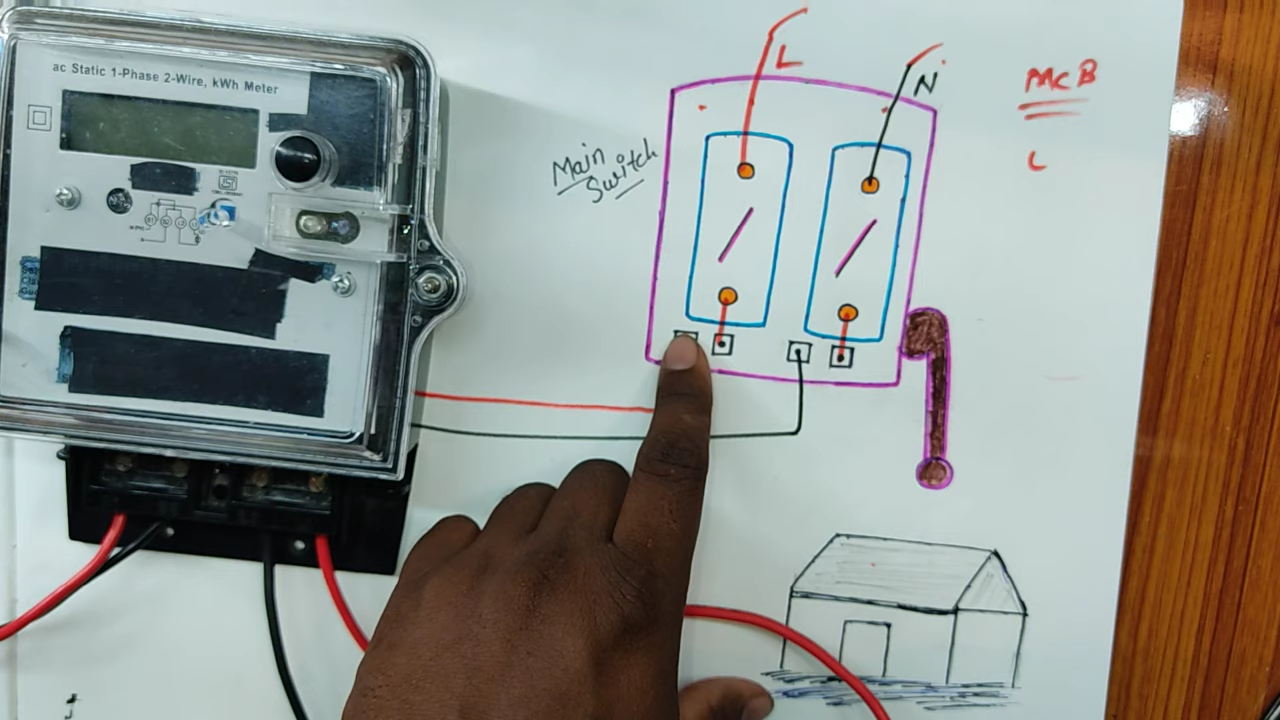 ac Static 1-Phase 2-Wire, kWh Meter
L
N
MCB
L
Main
Switch